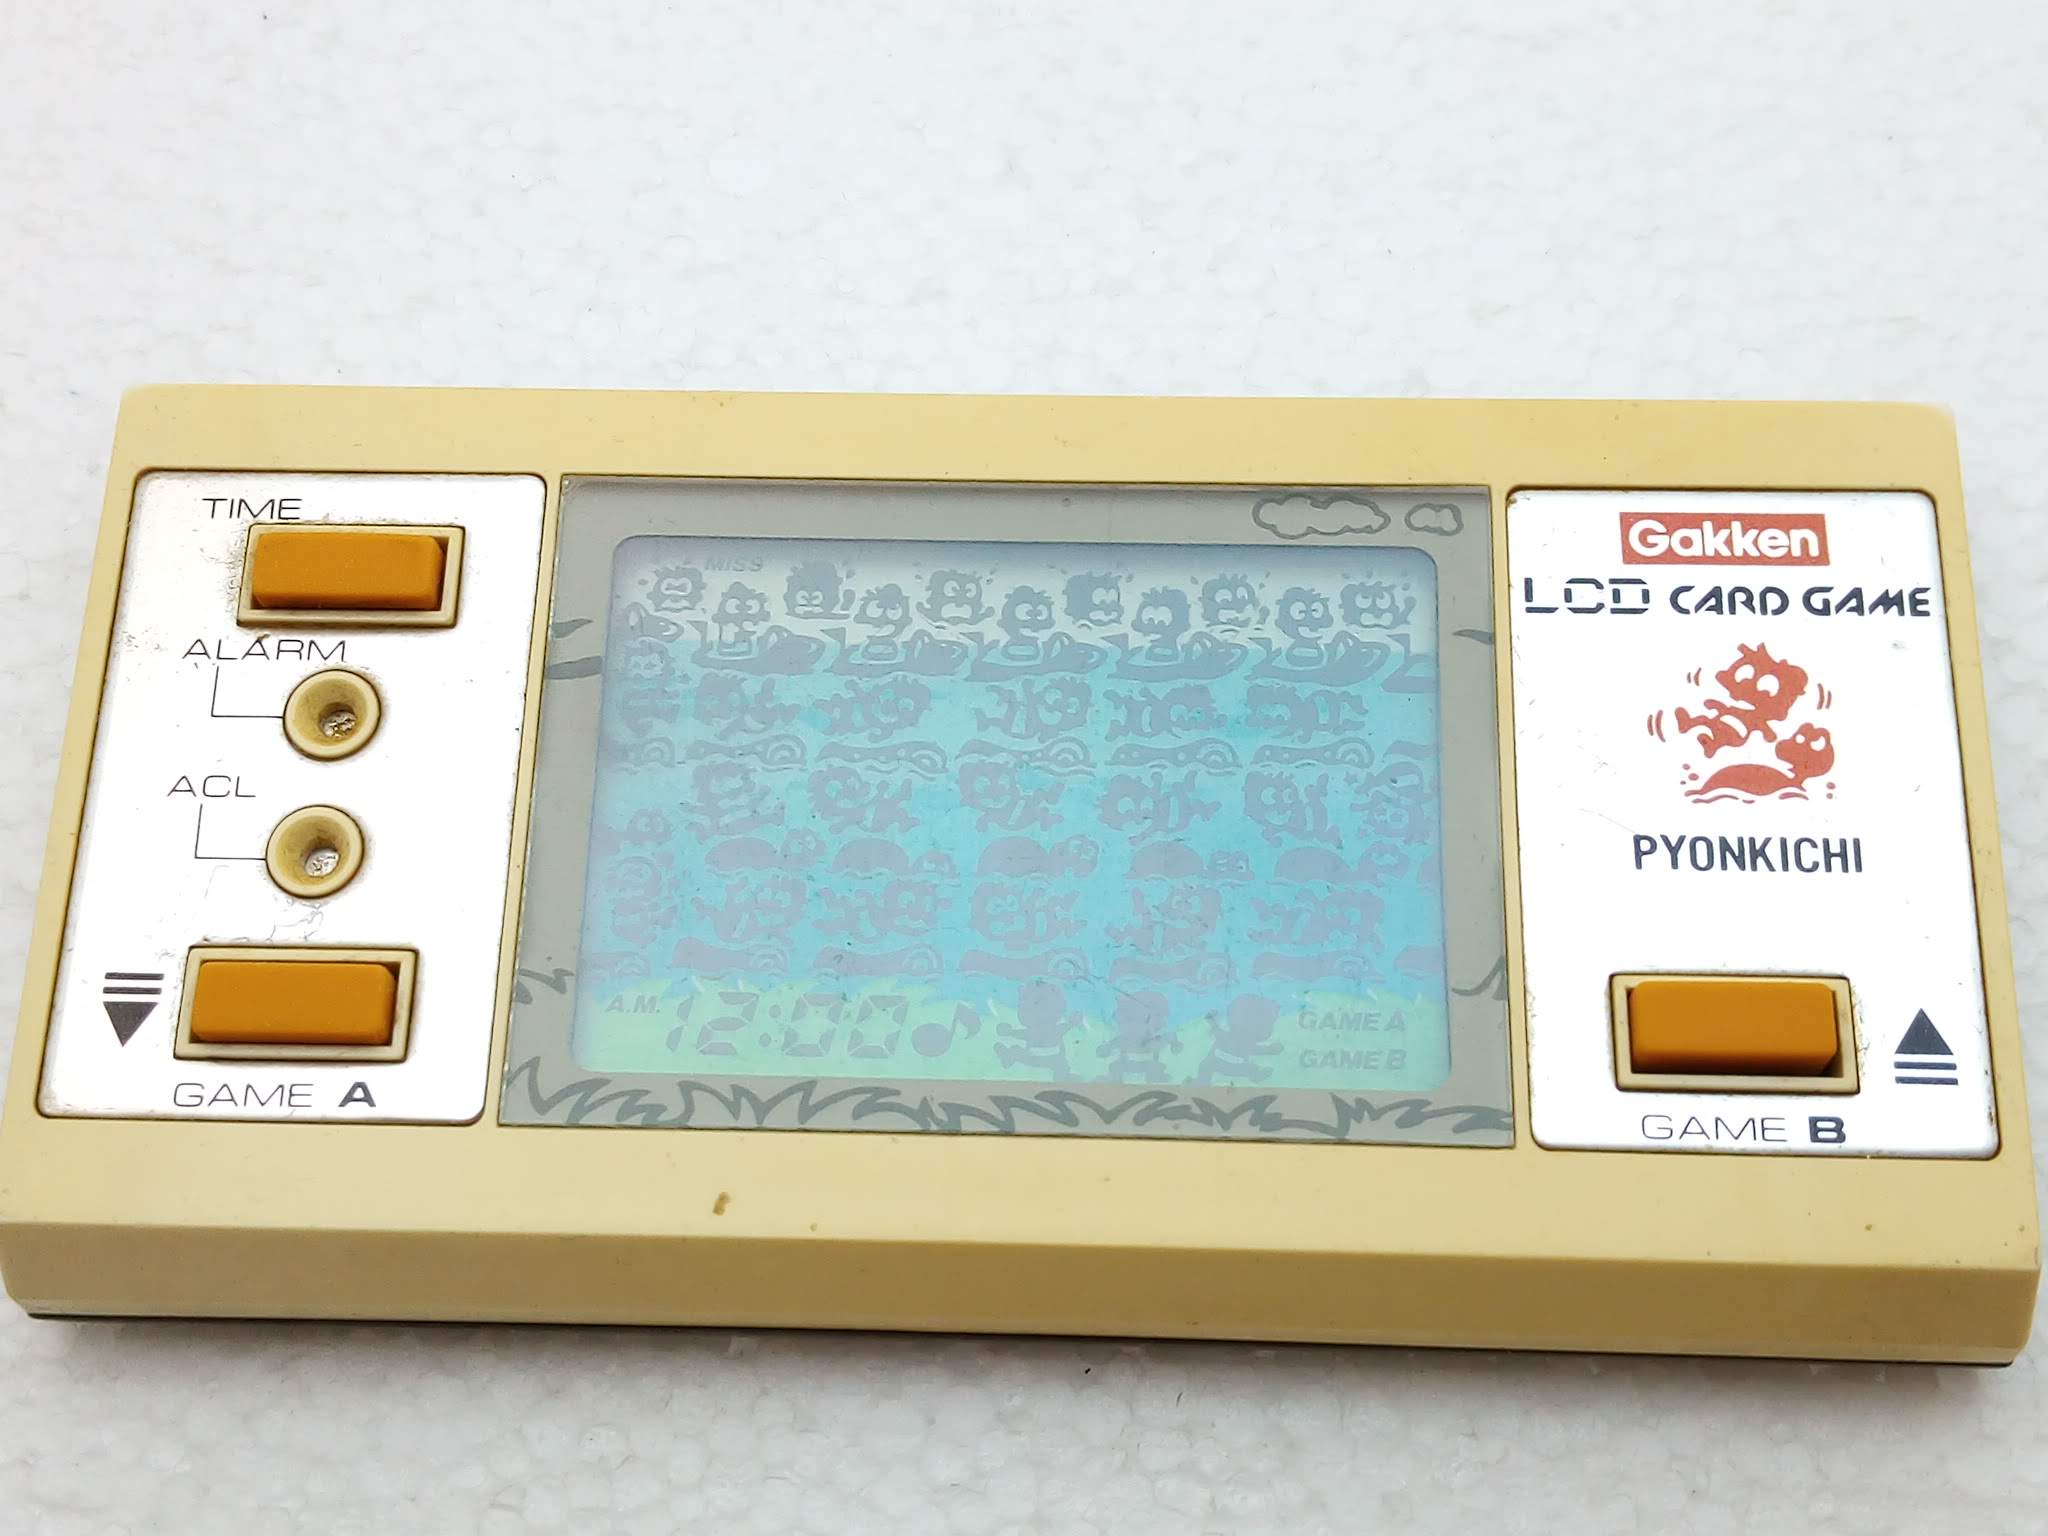 TIME
ALARM
ACL
GAME A
MISS
A.M. 12:00
GAME A
GAME B
Gakken
LCD CARD GAME
PYONKICHI
GAME B